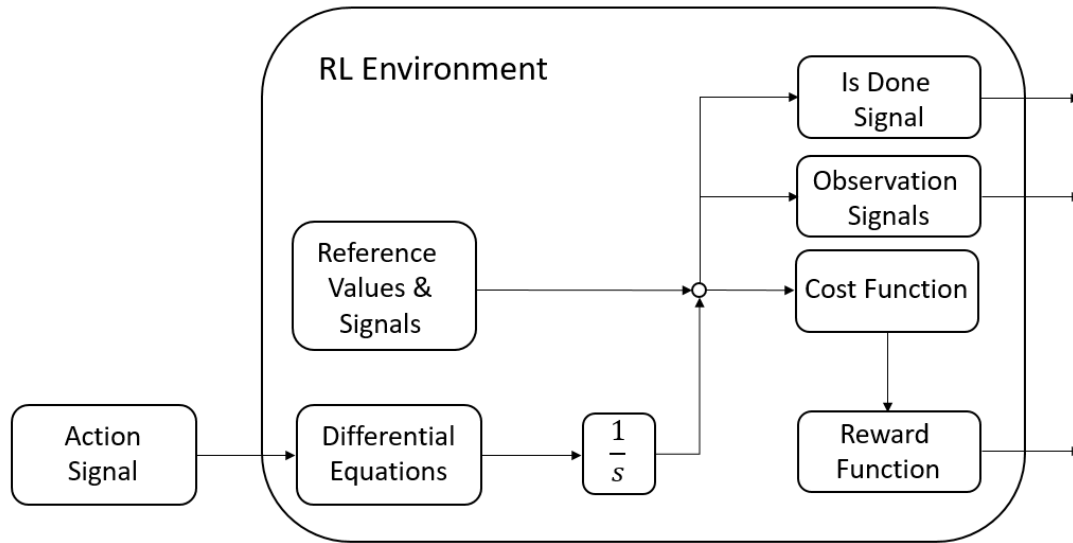 RL Environment
Is Done
Signal
Observation
Signals
Reference
Values &
Signals
Cost Function
Action
Signal
Differential
Equations
1
s
Reward
Function